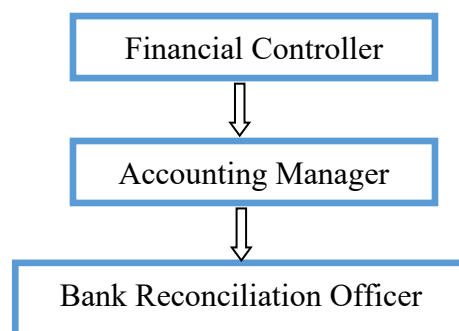 Financial Controller
Accounting Manager
Bank Reconciliation Officer